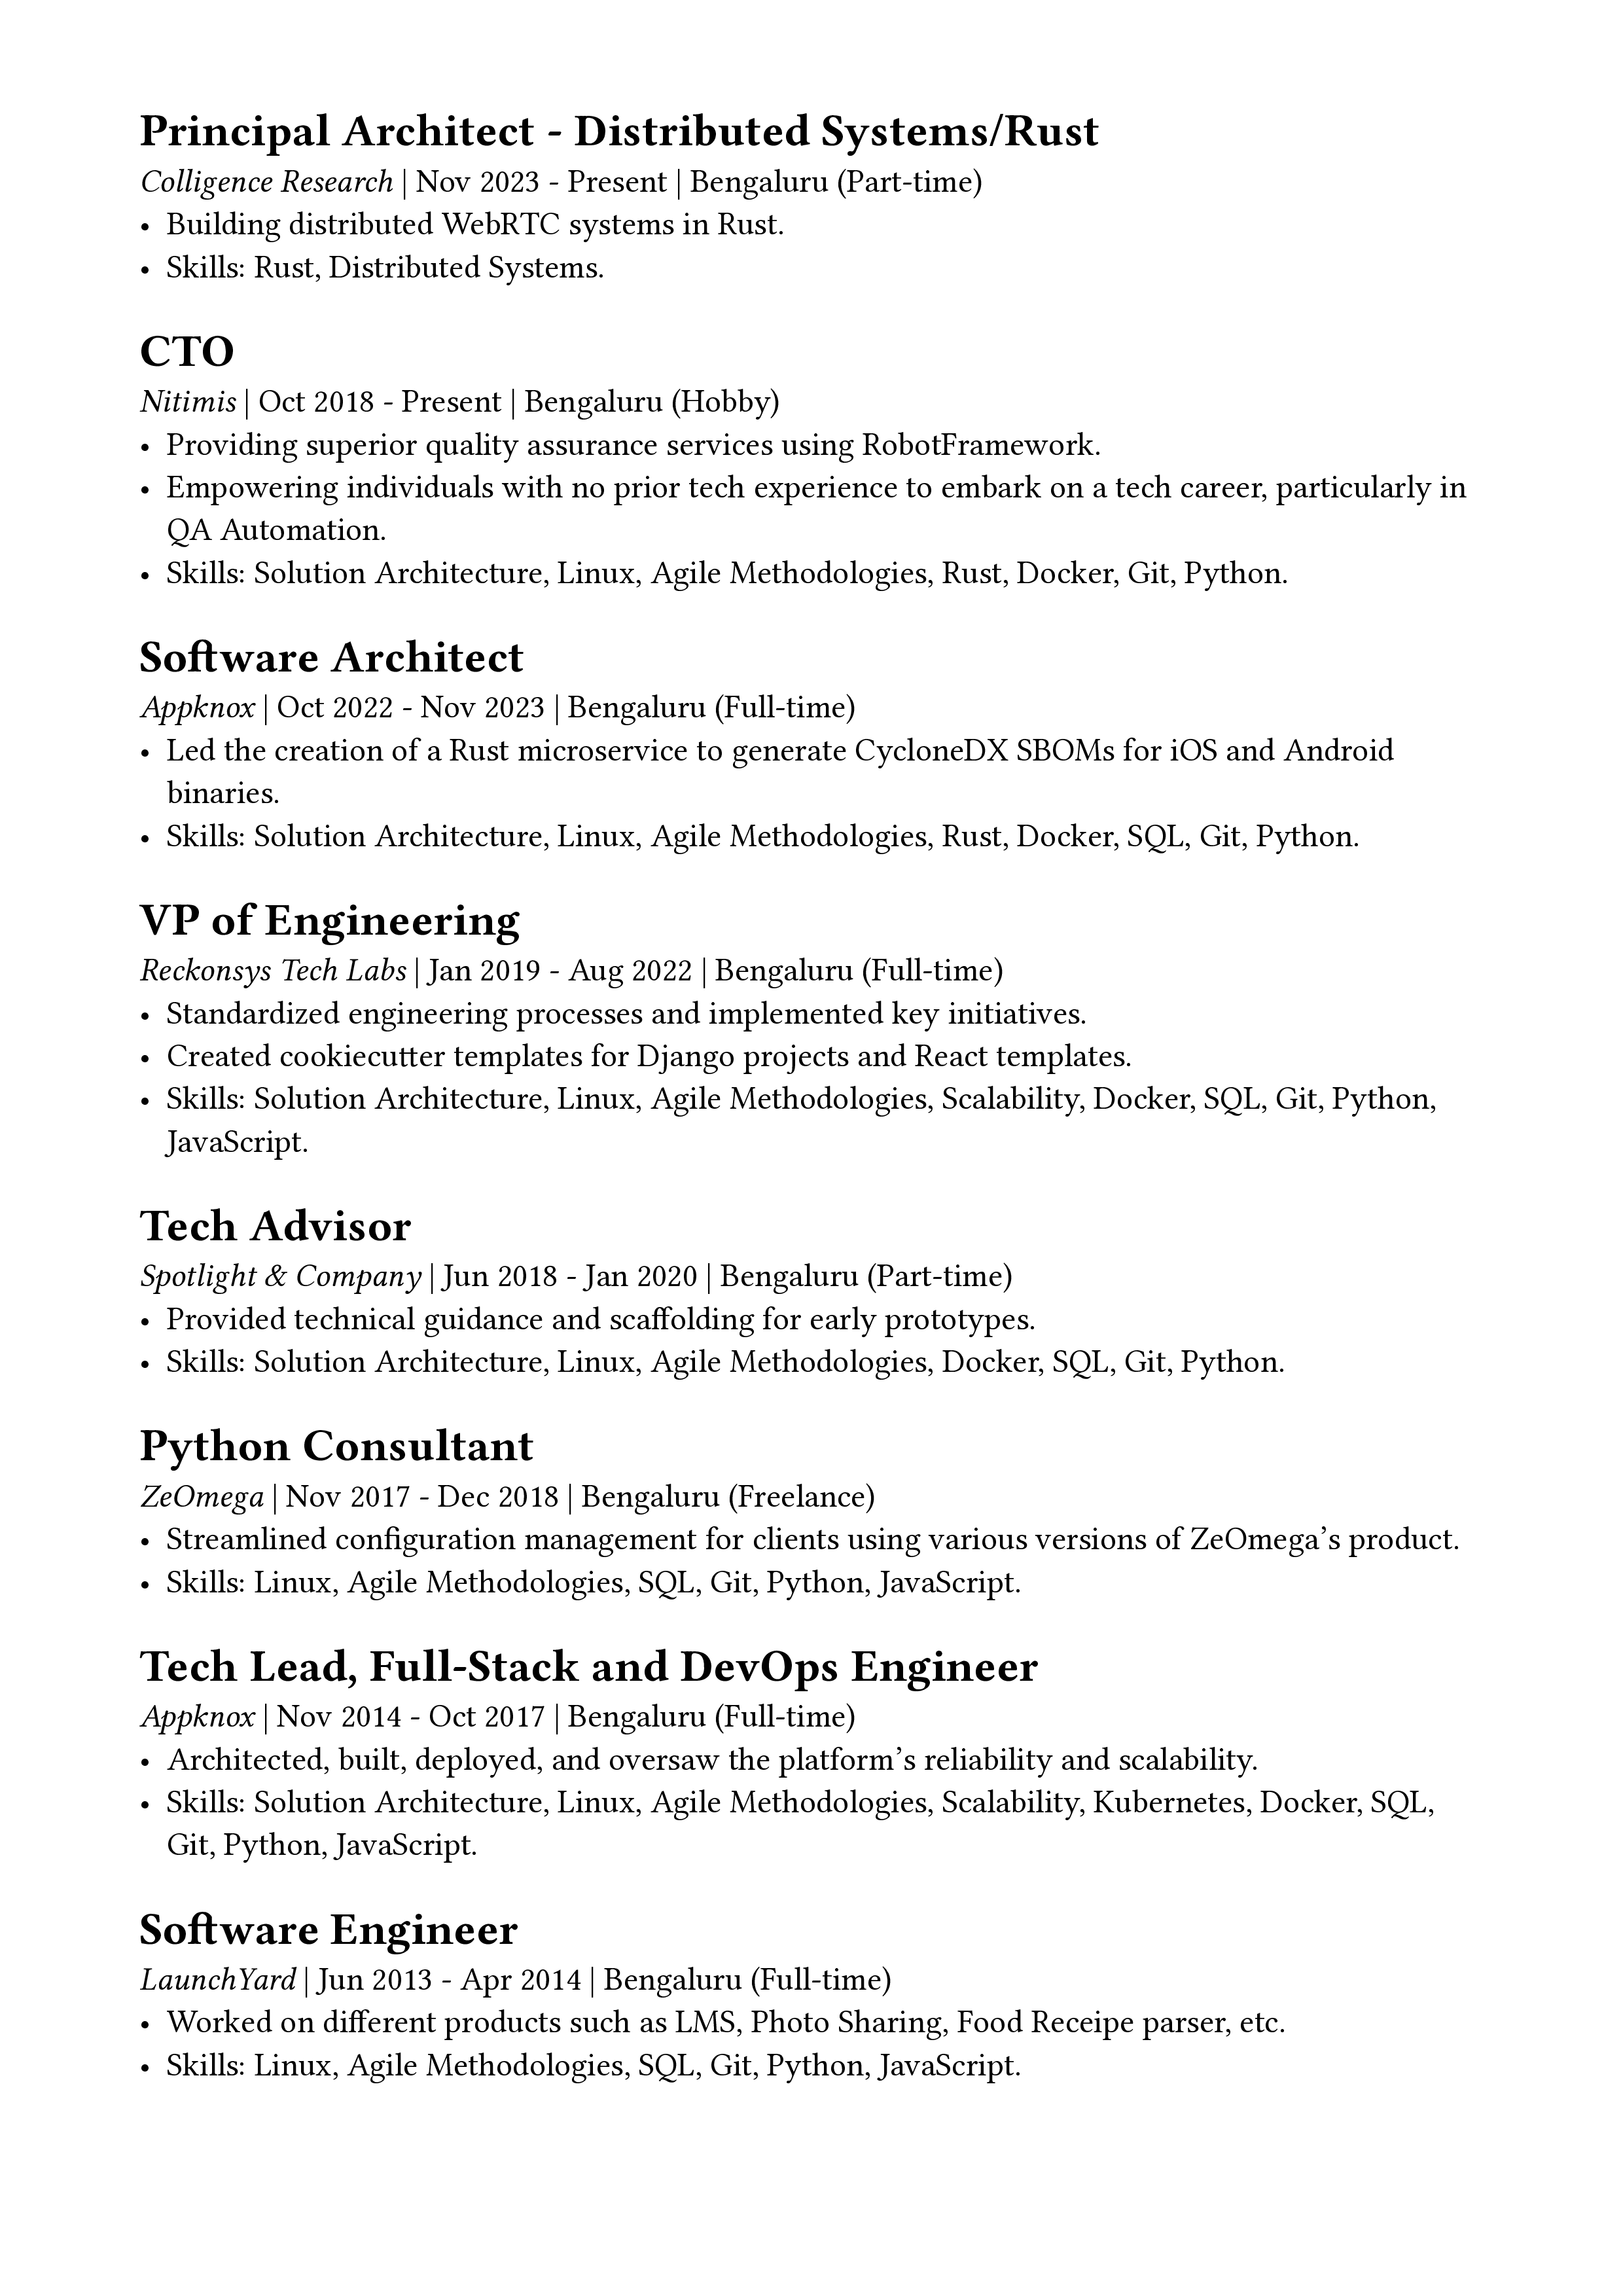 Principal Architect - Distributed Systems/Rust
Colligence Research | Nov 2023 - Present | Bengaluru (Part-time)
• Building distributed WebRTC systems in Rust.
• Skills: Rust, Distributed Systems.
CTO
Nitimis | Oct 2018 - Present | Bengaluru (Hobby)
• Providing superior quality assurance services using RobotFramework.
• Empowering individuals with no prior tech experience to embark on a tech career, particularly in
QA Automation.
• Skills: Solution Architecture, Linux, Agile Methodologies, Rust, Docker, Git, Python.
Software Architect
Appknox | Oct 2022 - Nov 2023 | Bengaluru (Full-time)
• Led the creation of a Rust microservice to generate CycloneDX SBOMs for iOS and Android
binaries.
• Skills: Solution Architecture, Linux, Agile Methodologies, Rust, Docker, SQL, Git, Python.
VP of Engineering
Reckonsys Tech Labs | Jan 2019 - Aug 2022 | Bengaluru (Full-time)
• Standardized engineering processes and implemented key initiatives.
• Created cookiecutter templates for Django projects and React templates.
• Skills: Solution Architecture, Linux, Agile Methodologies, Scalability, Docker, SQL, Git, Python,
JavaScript.
Tech Advisor
Spotlight & Company | Jun 2018 - Jan 2020 | Bengaluru (Part-time)
• Provided technical guidance and scaffolding for early prototypes.
• Skills: Solution Architecture, Linux, Agile Methodologies, Docker, SQL, Git, Python.
Python Consultant
ZeOmega | Nov 2017 - Dec 2018 | Bengaluru (Freelance)
• Streamlined configuration management for clients using various versions of ZeOmega’s product.
• Skills: Linux, Agile Methodologies, SQL, Git, Python, JavaScript.
Tech Lead, Full-Stack and DevOps Engineer
Appknox | Nov 2014 - Oct 2017 | Bengaluru (Full-time)
• Architected, built, deployed, and oversaw the platform’s reliability and scalability.
• Skills: Solution Architecture, Linux, Agile Methodologies, Scalability, Kubernetes, Docker, SQL,
Git, Python, JavaScript.
Software Engineer
LaunchYard | Jun 2013 - Apr 2014 | Bengaluru (Full-time)
• Worked on different products such as LMS, Photo Sharing, Food Receipe parser, etc.
• Skills: Linux, Agile Methodologies, SQL, Git, Python, JavaScript.